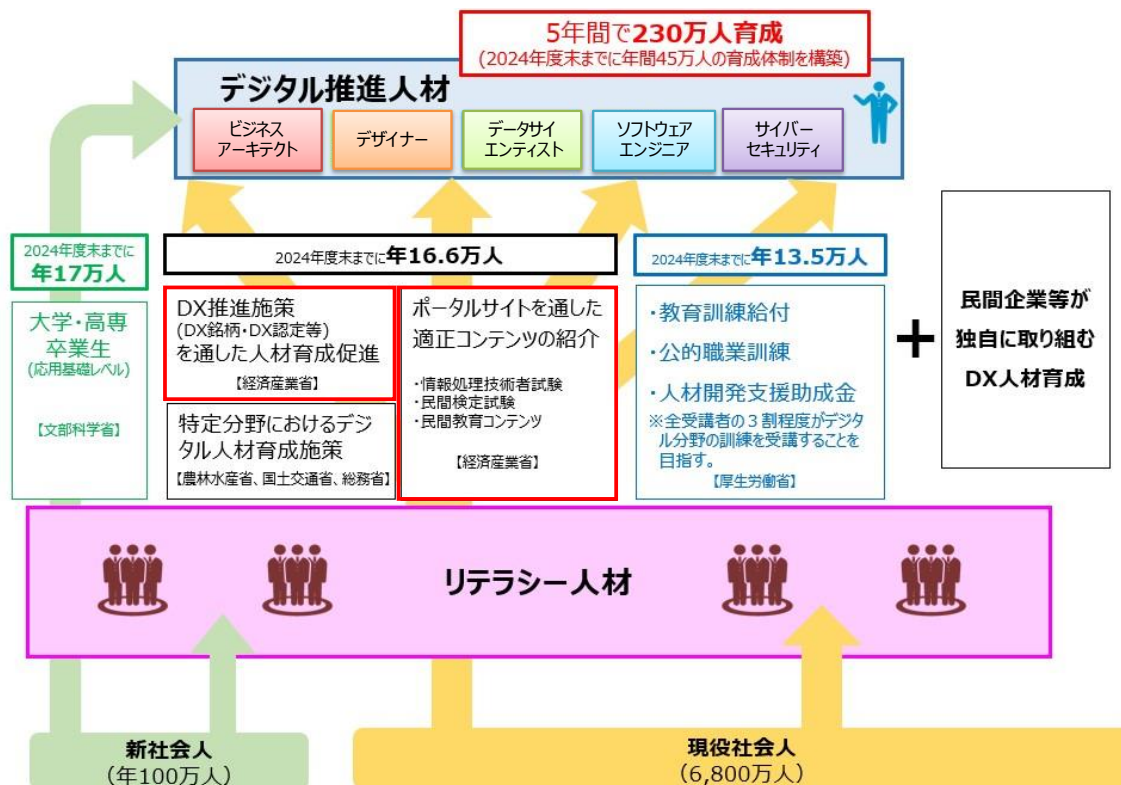 5年間で230万人育成
(2024年度末までに年間45万人の育成体制を構築)
デジタル推進人材
ビジネス
アーキテクト
デザイナー
データサイ
エンティスト
ソフトウェア
エンジニア
サイバー
セキュリティ
2024年度末までに
年17万人
大学・高専
卒業生
(応用基礎レベル)
【文部科学省】
2024年度末までに年16.6万人
DX推進施策
(DX銘柄・DX認定等)
を通した人材育成促進
【経済産業省】
特定分野におけるデジ
タル人材育成施策
【農林水産省、国土交通省、総務省】
ポータルサイトを通した
適正コンテンツの紹介
・情報処理技術者試験
・民間検定試験
・民間教育コンテンツ
【経済産業省】
2024年度末までに年13.5万人
・教育訓練給付
・公的職業訓練
・人材開発支援助成金
※全受講者の3割程度がデジタ
ル分野の訓練を受講することを
目指す。
【厚生労働省】
+
民間企業等が
独自に取り組む
DX人材育成
リテラシー人材
新社会人
(年100万人)
現役社会人
(6,800万人)